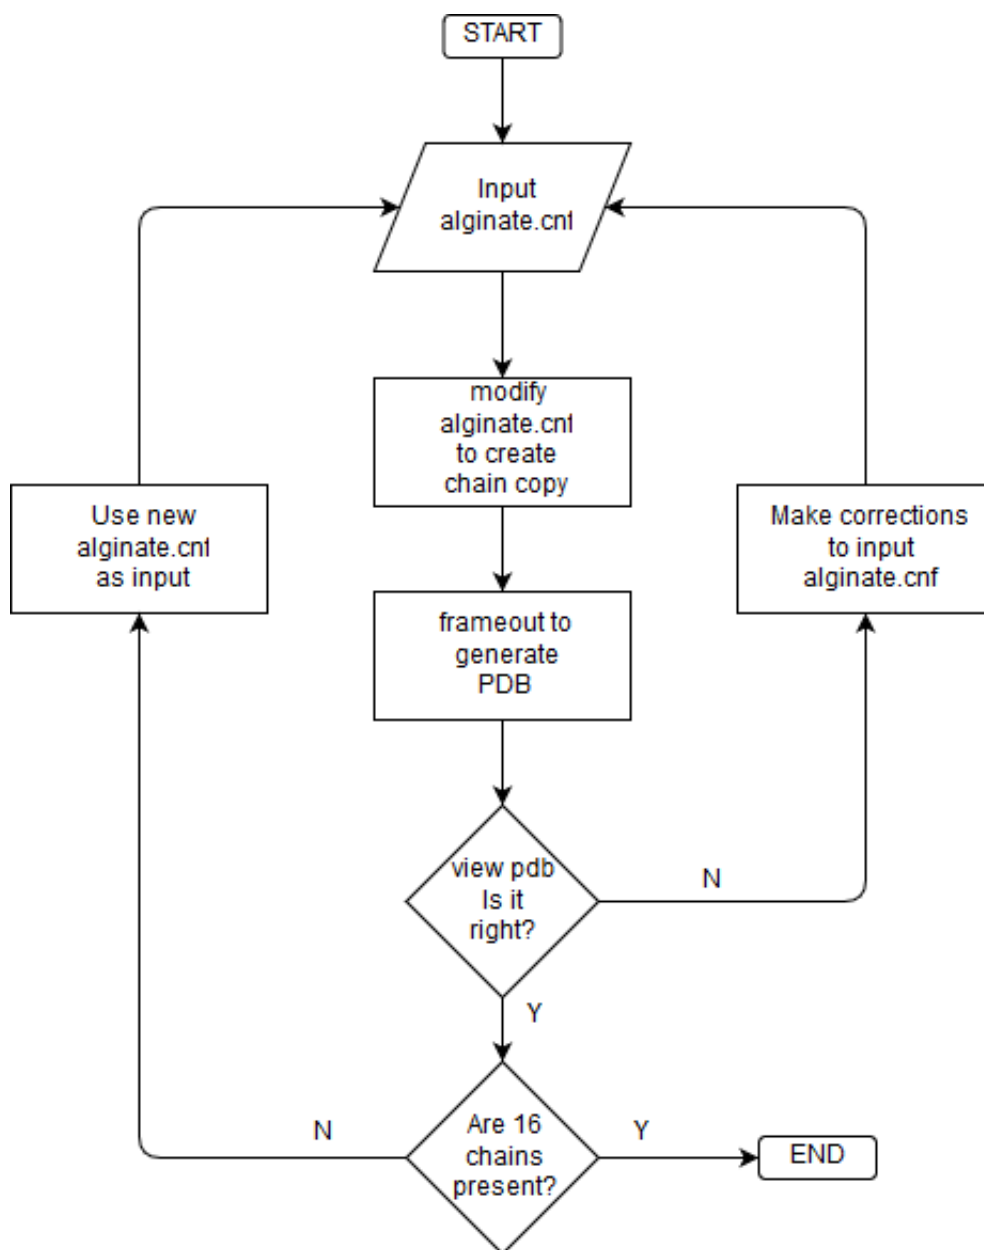 START
Input
alginate.cnf
modify
alginate.cnf
to create
chain copy
Use new
alginate.cnf
as input
Make corrections
to input
alginate.cnf
frameout to
generate
PDB
view pdb
Is it
right?
N
Y
Are 16
chains
present?
N
Y
END